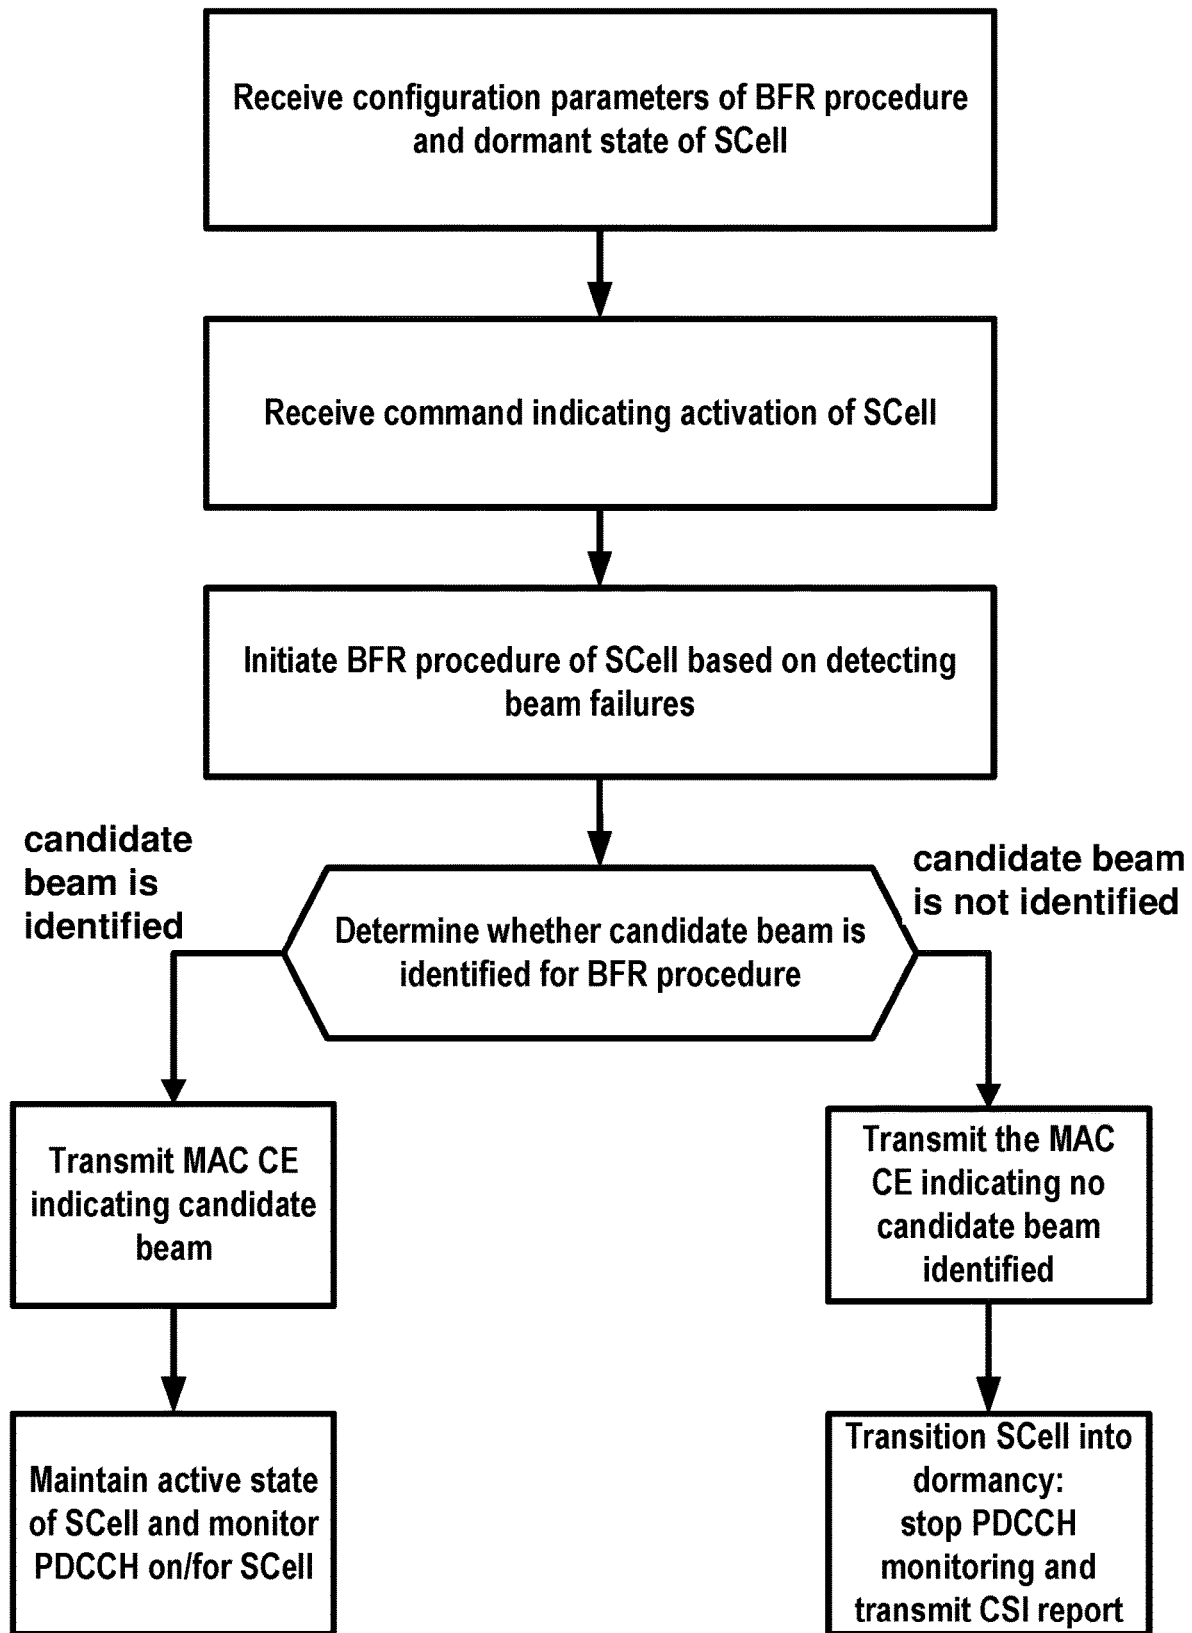 Receive configuration parameters of BFR procedure
and dormant state of SCell
Receive command indicating activation of SCell
Initiate BFR procedure of SCell based on detecting
beam failures
candidate
beam is
identified
candidate beam
is not identified
Determine whether candidate beam is
identified for BFR procedure
Transmit MAC CE
indicating candidate
beam
Transmit the MAC
CE indicating no
candidate beam
identified
Maintain active state
of SCell and monitor
PDCCH on/for SCell
Transition SCell into
dormancy:
stop PDCCH
monitoring and
transmit CSI report